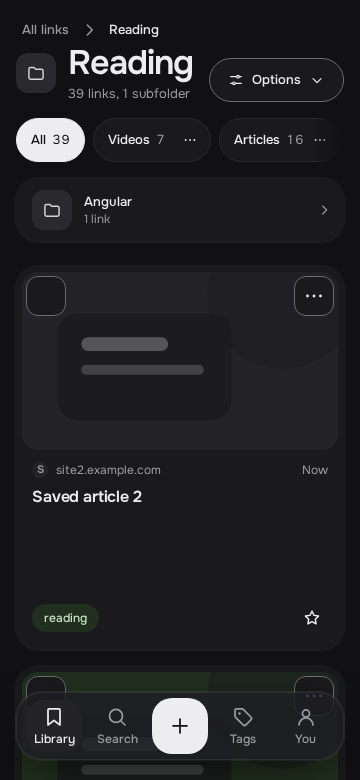 All links
Reading
Reading
39 links, 1 subfolder
Options
All 39
Videos 7
Articles 16
Angular
1 link
S site2.example.com
Now
Saved article 2
reading
Library
Search
Tags
You